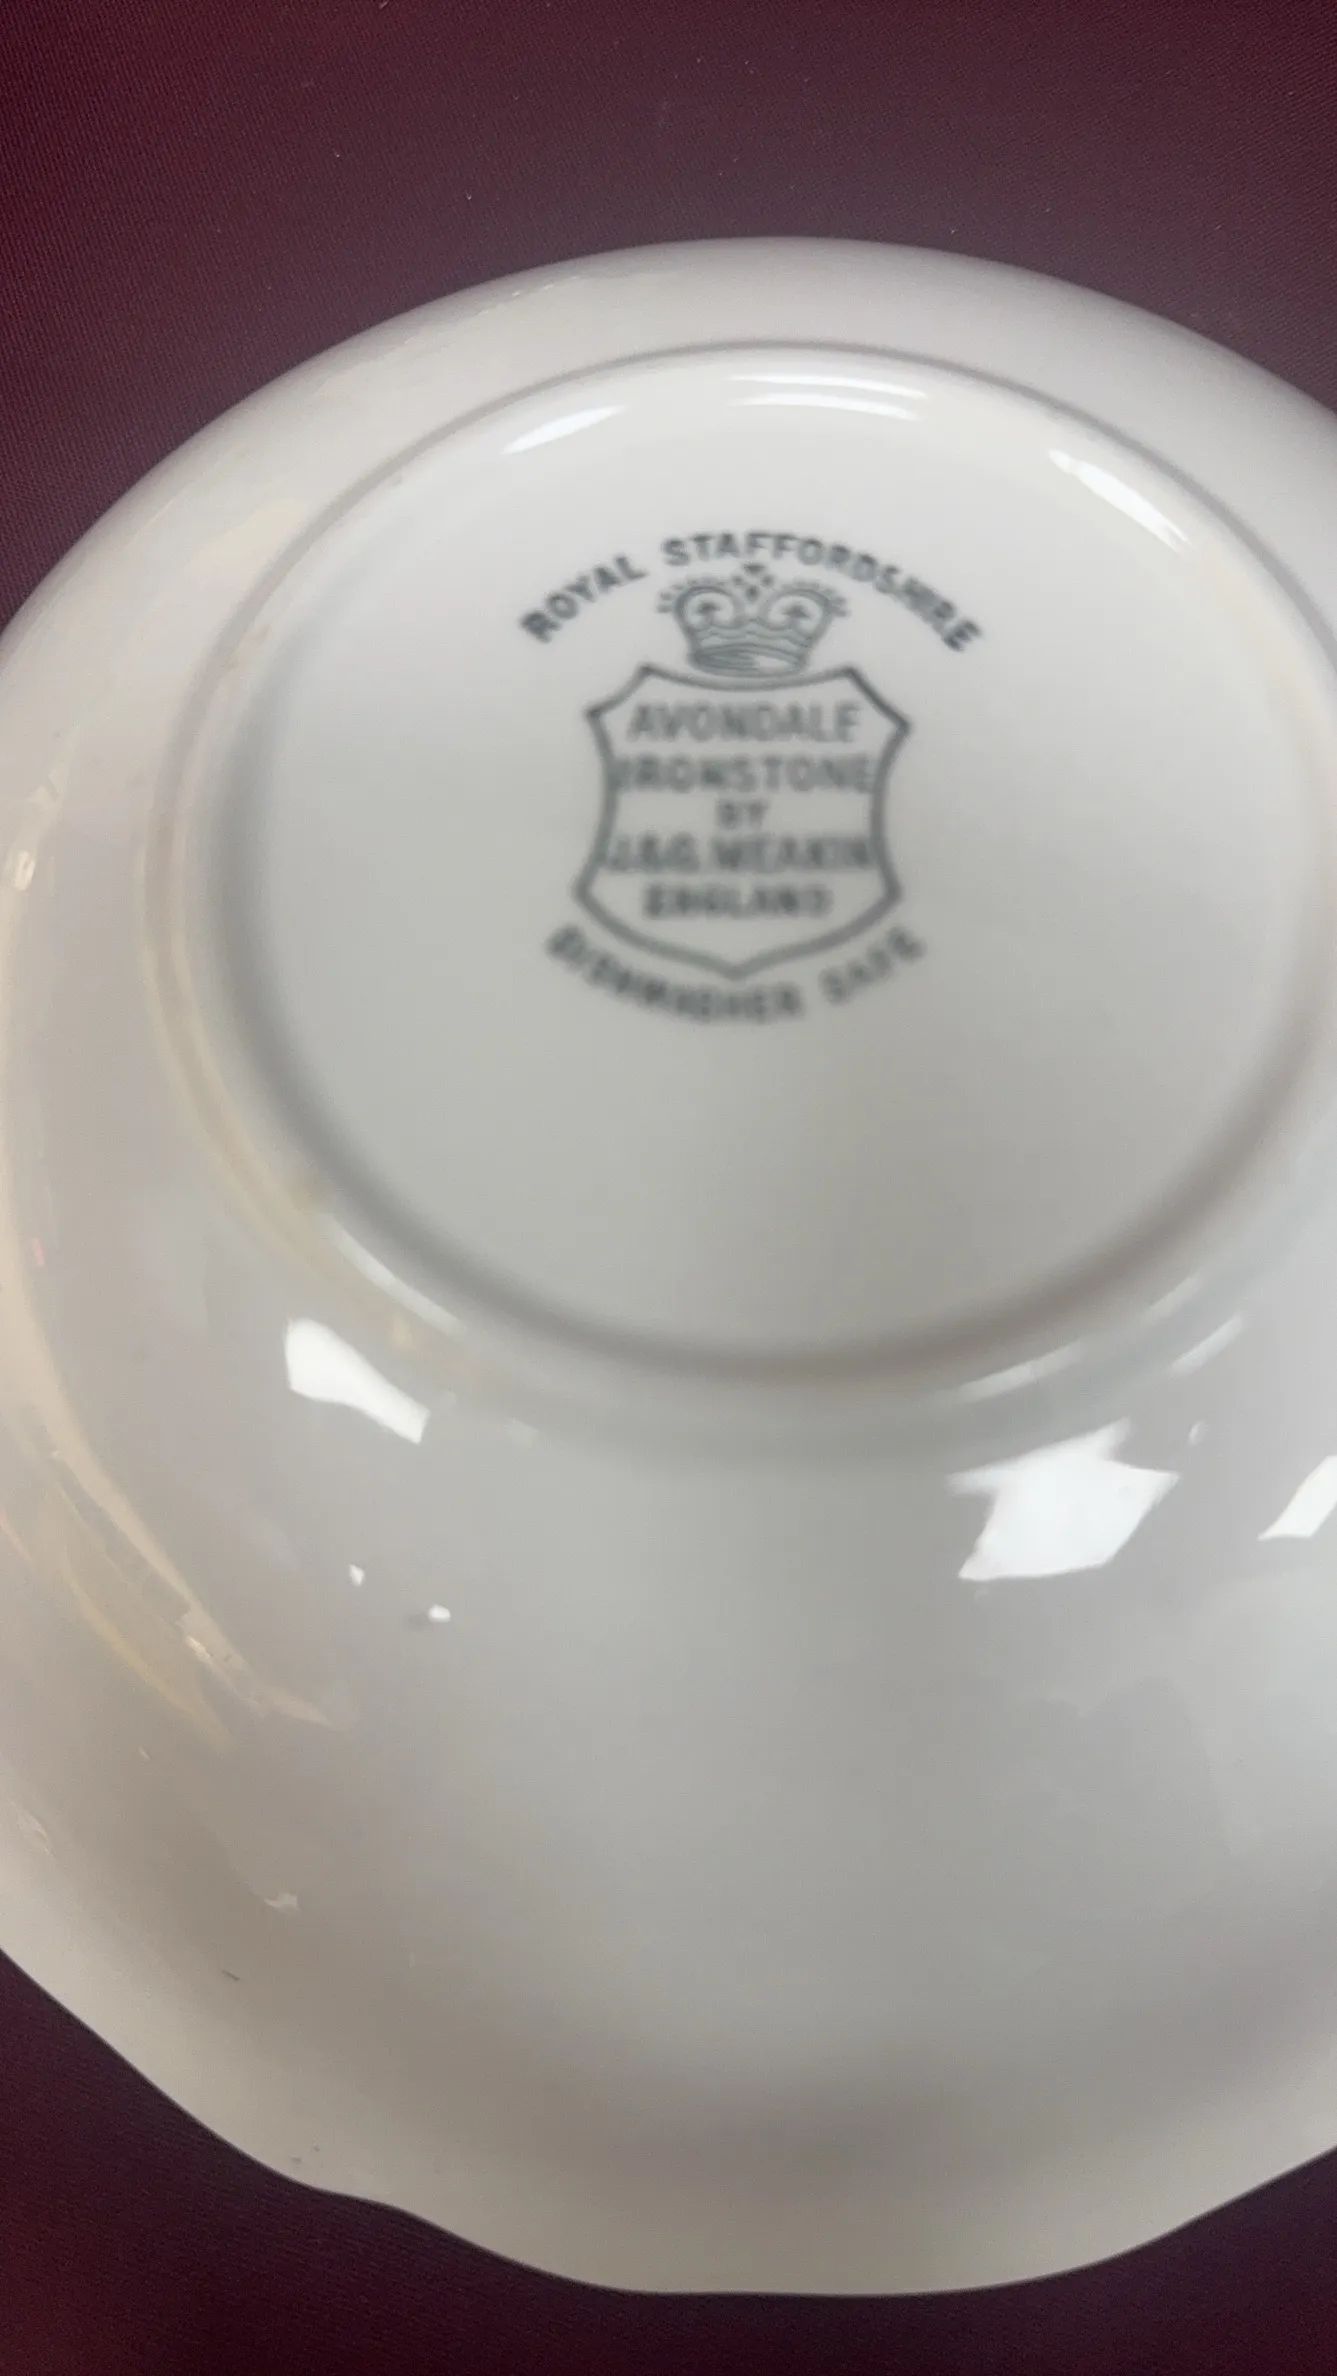 ROYAL STAFFORDSHIRE
AVONDALE
IRONSTONE
BY
J.&G. MEAKIN
ENGLAND
DISHWASHER SAFE